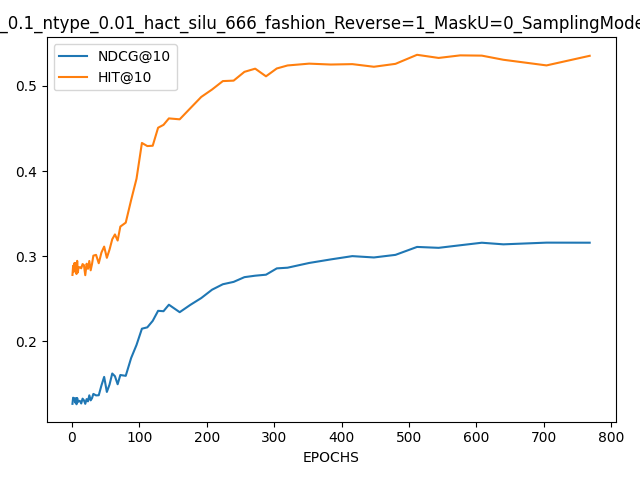 _0.1_ntype_0.01_hact_silu_666_fashion_Reverse=1_MaskU=0_SamplingMode
NDCG@10
HIT@10
0.5
0.4
0.3
0.2
0 100 200 300 400 500 600 700 800
EPOCHS